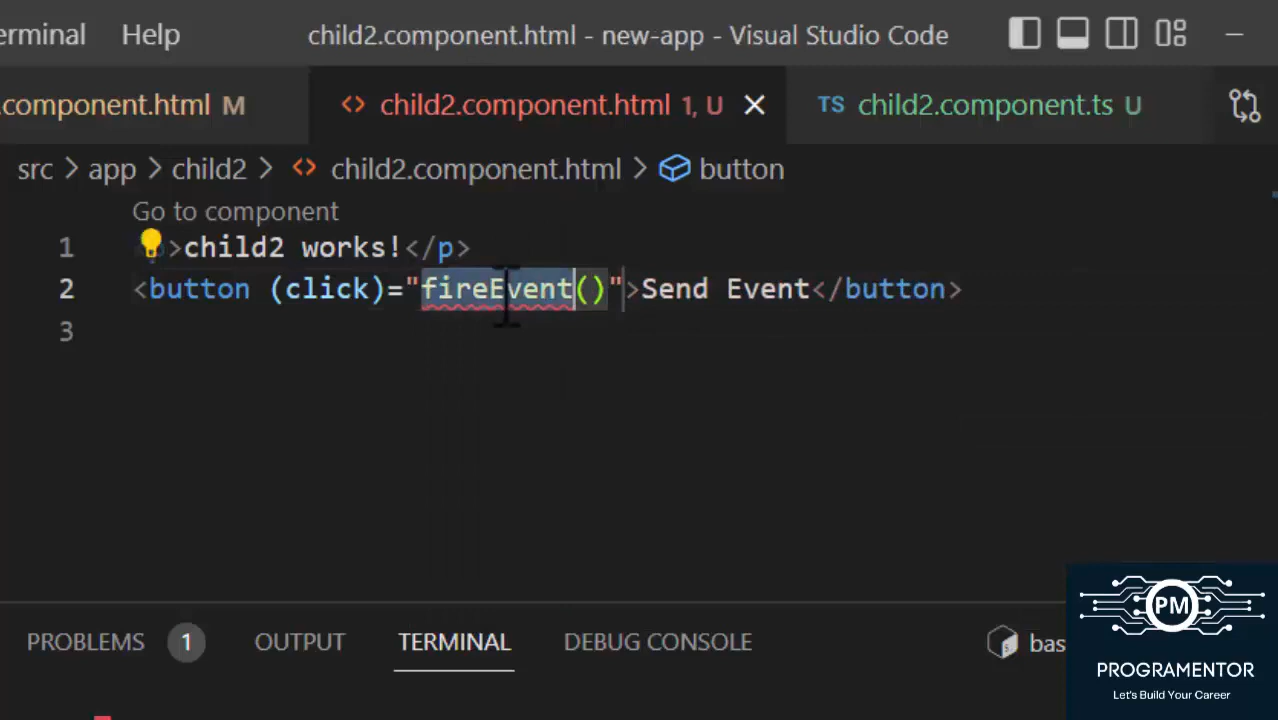 Help child2.component.html - new-app - Visual Studio Code
.component.html M child2.component.html 1, U TS child2.component.ts U
src > app > child2 > child2.component.html > button
Go to component
1 >child2 works!</p>
2 <button (click)="fireEvent()">Send Event</button>
3
PROBLEMS 1 OUTPUT TERMINAL DEBUG CONSOLE
PM
PROGRAMENTOR
Let's Build Your Career